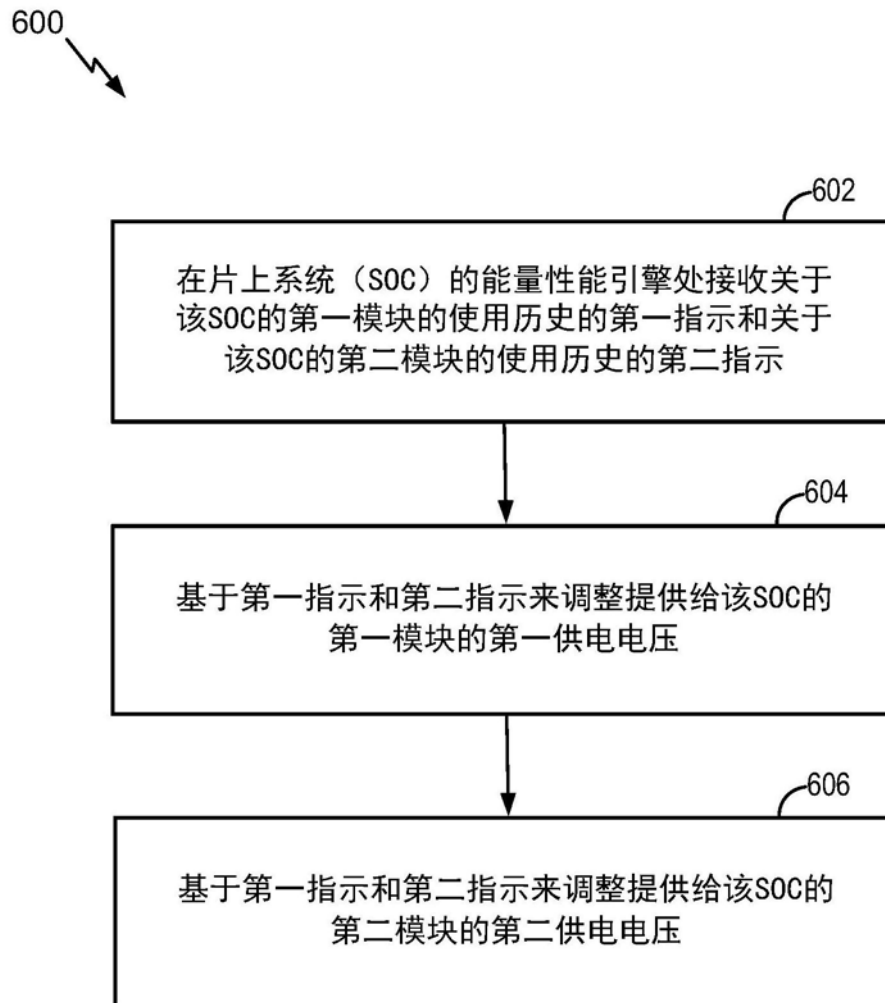 600
602
在片上系统（SOC）的能量性能引擎处接收关于
该SOC的第一模块的使用历史的第一指示和关于
该SOC的第二模块的使用历史的第二指示
604
基于第一指示和第二指示来调整提供给该SOC的
第一模块的第一供电电压
606
基于第一指示和第二指示来调整提供给该SOC的
第二模块的第二供电电压